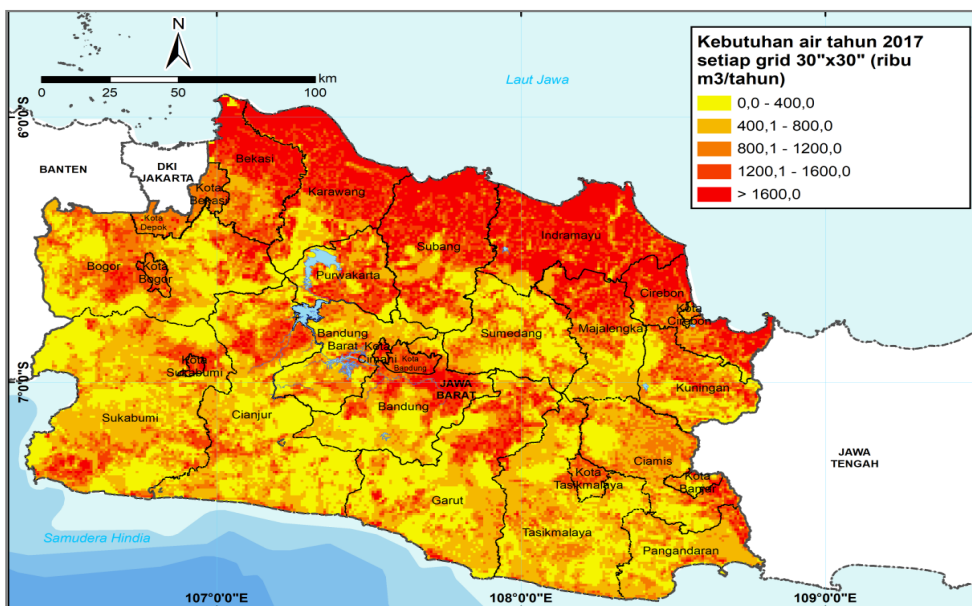 Kebutuhan air tahun 2017
setiap grid 30"x30" (ribu
m3/tahun)
0,0 - 400,0
400,1 - 800,0
800,1 - 1200,0
1200,1 - 1600,0
> 1600,0
N
km
0 25 50 100
Laut Jawa
6°0'0"S
BANTEN
DKI
JAKARTA
Bekasi
Kota
Bekasi
Karawang
Kota
Depok
Subang
Indramayu
Bogor
Kota
Bogor
Purwakarta
Cirebon
Kota
Cirebon
Bandung
Barat
Sumedang
Majalengka
Kota
Cimahi
Kota
Bandung
Kota
Sukabumi
7°0'0"S
JAWA
BARAT
Kuningan
Sukabumi
Cianjur
Bandung
Ciamis
JAWA
TENGAH
Kota
Tasikmalaya
Kota
Banjar
Garut
Tasikmalaya
Samudera Hindia
Pangandaran
107°0'0"E
108°0'0"E
109°0'0"E